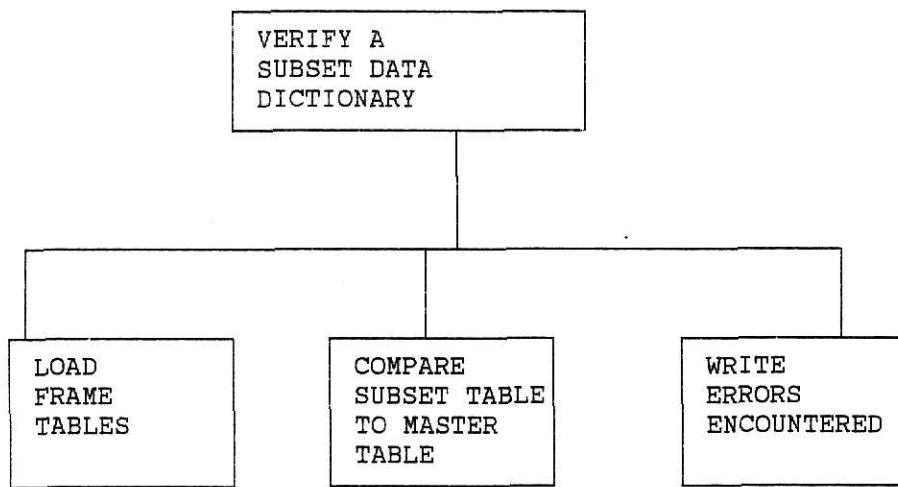 VERIFY A
SUBSET DATA
DICTIONARY
LOAD
FRAME
TABLES
COMPARE
SUBSET TABLE
TO MASTER
TABLE
WRITE
ERRORS
ENCOUNTERED